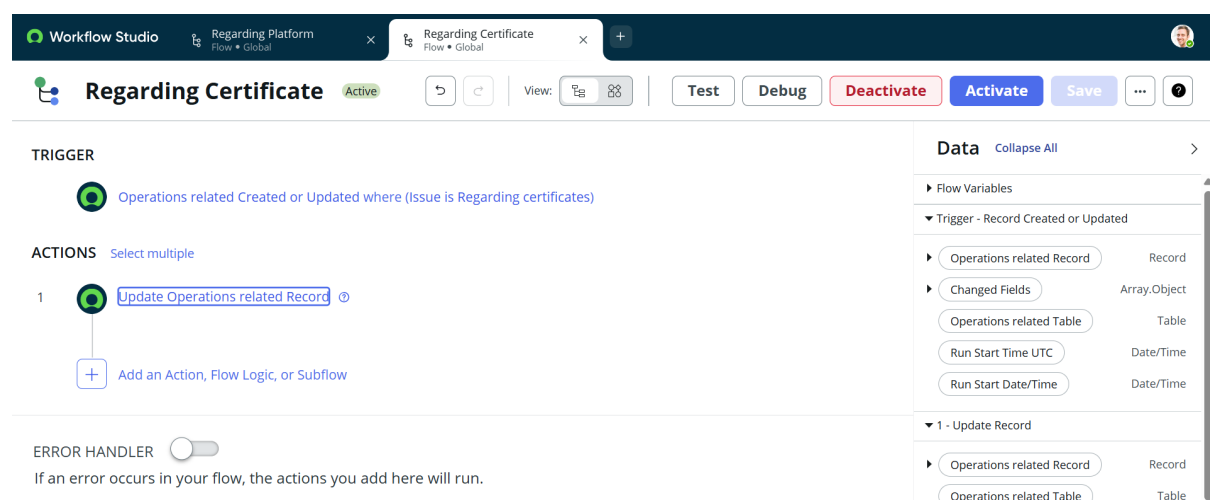 Workflow Studio
Regarding Platform
Flow • Global
Regarding Certificate
Flow • Global
Regarding Certificate
Active
View:
Test
Debug
Deactivate
Activate
Save
TRIGGER
Operations related Created or Updated where (Issue is Regarding certificates)
ACTIONS Select multiple
1 Update Operations related Record
Add an Action, Flow Logic, or Subflow
ERROR HANDLER
If an error occurs in your flow, the actions you add here will run.
Data Collapse All
Flow Variables
Trigger - Record Created or Updated
Operations related Record Record
Changed Fields Array.Object
Operations related Table Table
Run Start Time UTC Date/Time
Run Start Date/Time Date/Time
1 - Update Record
Operations related Record Record
Operations related Table Table